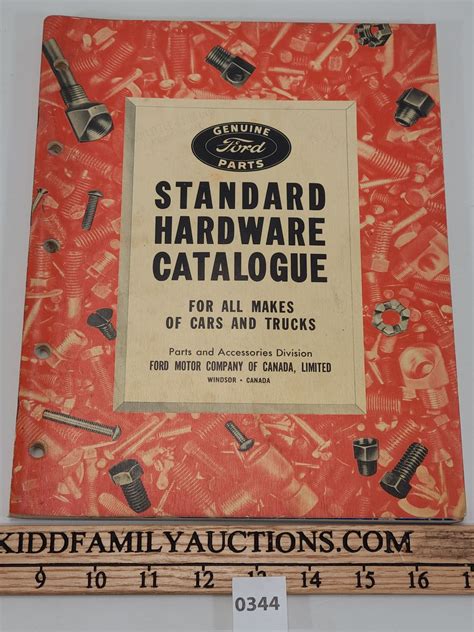 GENUINE
Ford
PARTS
STANDARD
HARDWARE
CATALOGUE
FOR ALL MAKES
OF CARS AND TRUCKS
Parts and Accessories Division
FORD MOTOR COMPANY OF CANADA, LIMITED
WINDSOR • CANADA
KIDDFAMILYAUCTIONS.COM
9 10 11 12 13 14 15 16 1
0344